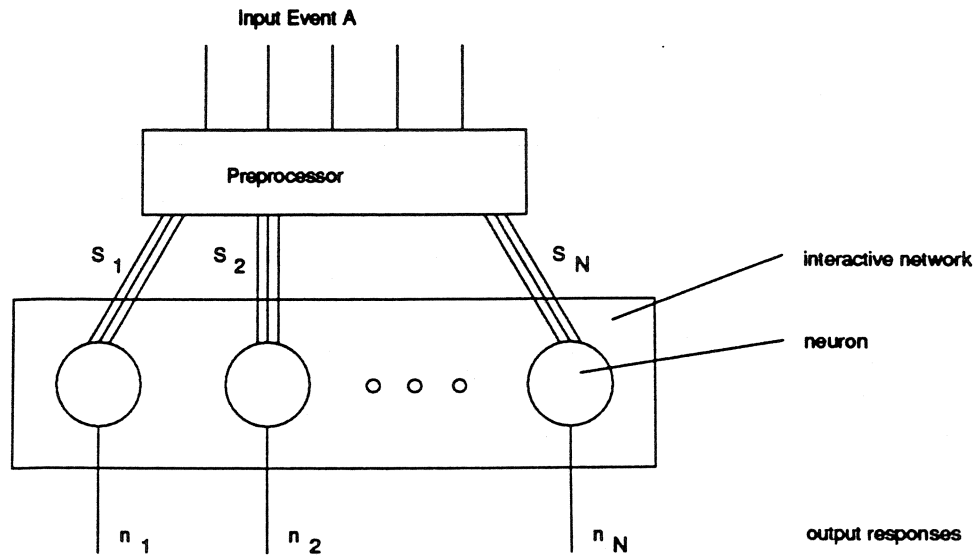 Input Event A
Preprocessor
S 1
S 2
S N
interactive network
neuron
n 1
n 2
n N
output responses